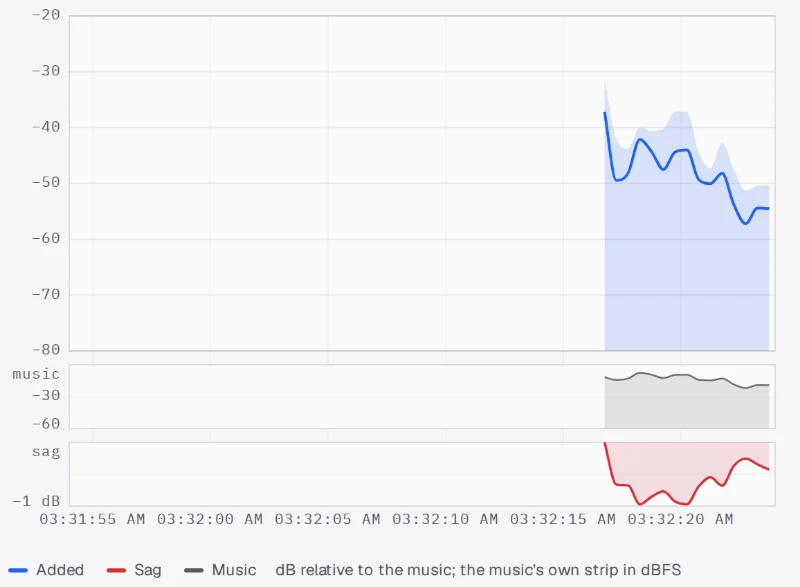 −20
−30
−40
−50
−60
−70
−80
music
−30
−60
sag
−1 dB
03:31:55 AM 03:32:00 AM 03:32:05 AM 03:32:10 AM 03:32:15 AM 03:32:20 AM
Added Sag Music dB relative to the music; the music's own strip in dBFS